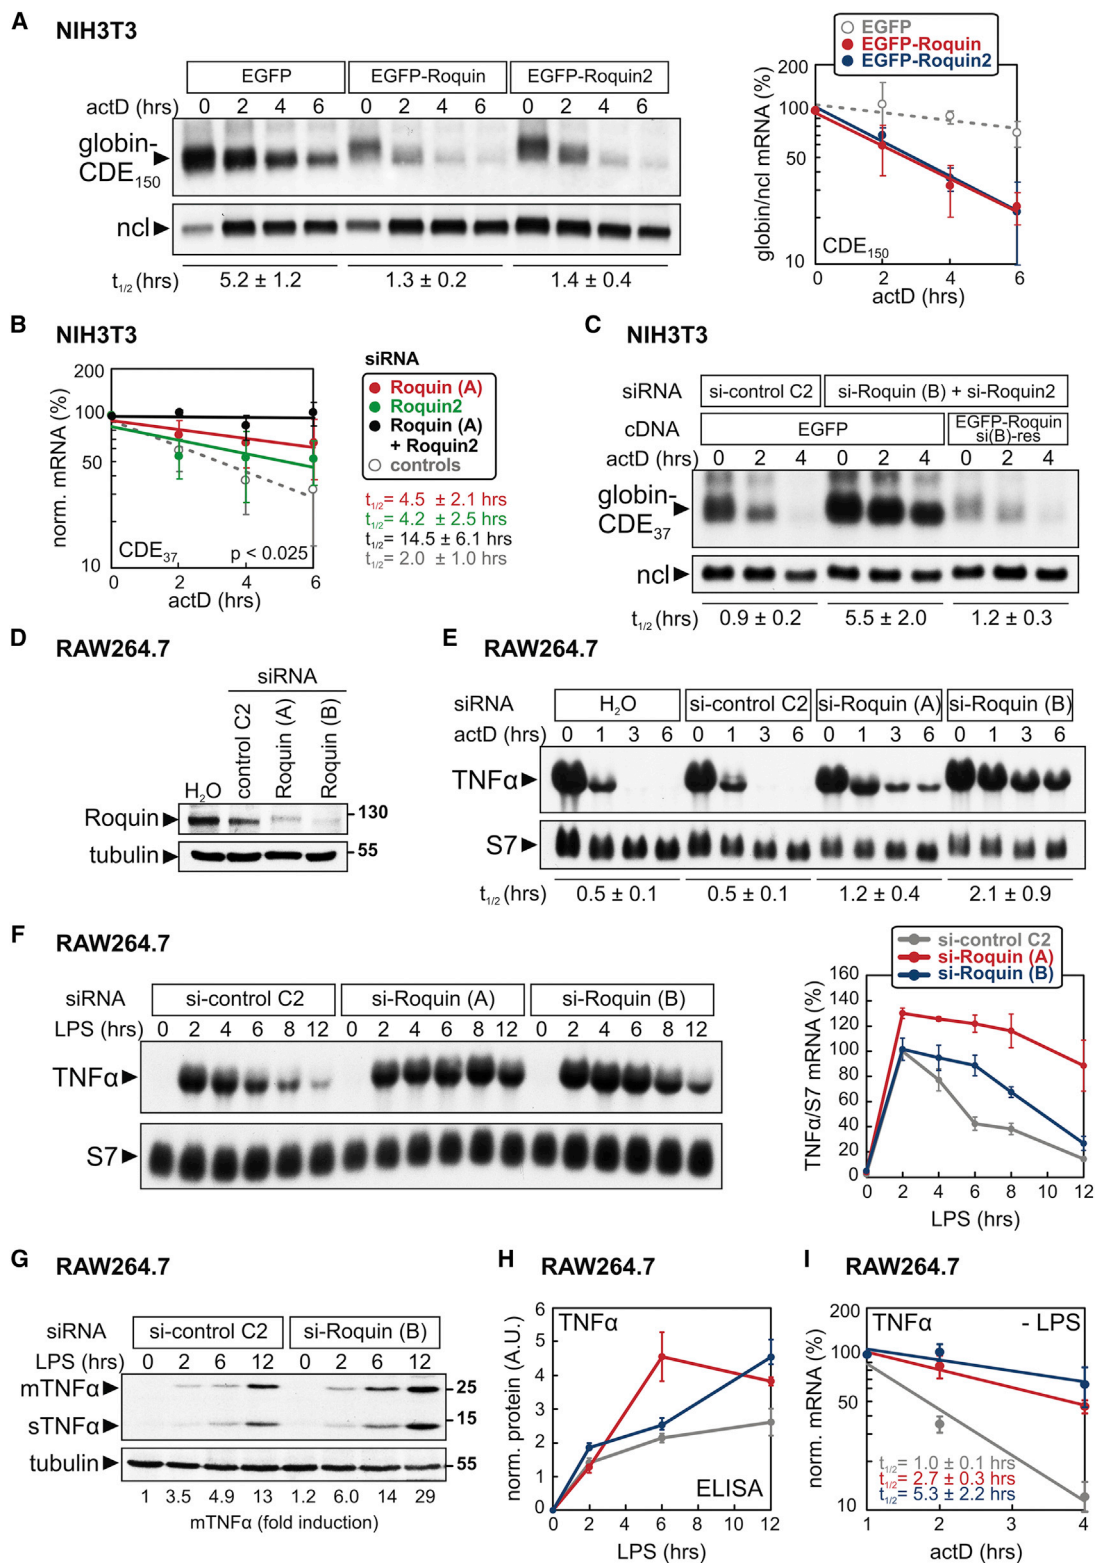 A NIH3T3
EGFP EGFP-Roquin EGFP-Roquin2
actD (hrs) 0 2 4 6 0 2 4 6 0 2 4 6
globin-
CDE150
ncl
t1/2 (hrs) 5.2 ± 1.2 1.3 ± 0.2 1.4 ± 0.4
EGFP
EGFP-Roquin
EGFP-Roquin2
globin/ncl mRNA (%)
200
100
50
10
CDE150
0 2 4 6
actD (hrs)
B NIH3T3
norm. mRNA (%)
200
100
50
10
CDE37 p < 0.025
0 2 4 6
actD (hrs)
siRNA
Roquin (A)
Roquin2
Roquin (A)
+ Roquin2
controls
t1/2= 4.5 ± 2.1 hrs
t1/2= 4.2 ± 2.5 hrs
t1/2= 14.5 ± 6.1 hrs
t1/2= 2.0 ± 1.0 hrs
C NIH3T3
siRNA si-control C2 si-Roquin (B) + si-Roquin2
cDNA EGFP EGFP-Roquin
si(B)-res
actD (hrs) 0 2 4 0 2 4 0 2 4
globin-
CDE37
ncl
t1/2 (hrs) 0.9 ± 0.2 5.5 ± 2.0 1.2 ± 0.3
D RAW264.7
siRNA
H2O control C2 Roquin (A) Roquin (B)
Roquin 130
tubulin 55
E RAW264.7
siRNA H2O si-control C2 si-Roquin (A) si-Roquin (B)
actD (hrs) 0 1 3 6 0 1 3 6 0 1 3 6 0 1 3 6
TNFα
S7
t1/2 (hrs) 0.5 ± 0.1 0.5 ± 0.1 1.2 ± 0.4 2.1 ± 0.9
F RAW264.7
siRNA si-control C2 si-Roquin (A) si-Roquin (B)
LPS (hrs) 0 2 4 6 8 12 0 2 4 6 8 12 0 2 4 6 8 12
TNFα
S7
si-control C2
si-Roquin (A)
si-Roquin (B)
TNFα/S7 mRNA (%)
160
140
120
100
80
60
40
20
0
0 2 4 6 8 10 12
LPS (hrs)
G RAW264.7
siRNA si-control C2 si-Roquin (B)
LPS (hrs) 0 2 6 12 0 2 6 12
mTNFα 25
sTNFα 15
tubulin 55
1 3.5 4.9 13 1.2 6.0 14 29
mTNFα (fold induction)
H RAW264.7
norm. protein (A.U.)
6
5
4
3
2
1
0
TNFα
ELISA
0 2 4 6 8 10 12
LPS (hrs)
I RAW264.7
norm. mRNA (%)
200
100
50
10
TNFα - LPS
t1/2= 1.0 ± 0.1 hrs
t1/2= 2.7 ± 0.3 hrs
t1/2= 5.3 ± 2.2 hrs
1 2 3 4
actD (hrs)